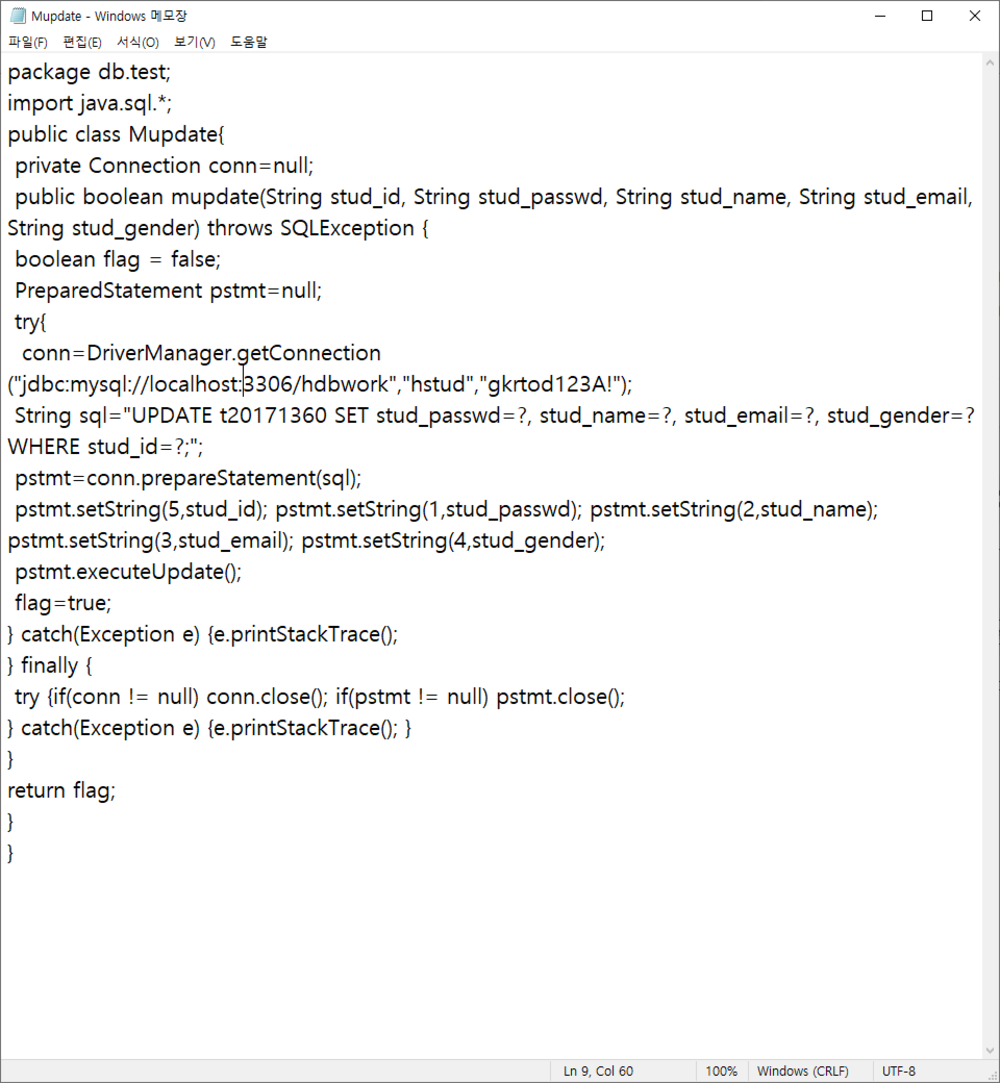 Mupdate - Windows 메모장
파일(F) 편집(E) 서식(O) 보기(V) 도움말
package db.test;
import java.sql.*;
public class Mupdate{
 private Connection conn=null;
 public boolean mupdate(String stud_id, String stud_passwd, String stud_name, String stud_email,
String stud_gender) throws SQLException {
 boolean flag = false;
 PreparedStatement pstmt=null;
 try{
  conn=DriverManager.getConnection
("jdbc:mysql://localhost:3306/hdbwork","hstud","gkrtod123A!");
 String sql="UPDATE t20171360 SET stud_passwd=?, stud_name=?, stud_email=?, stud_gender=?
WHERE stud_id=?;";
 pstmt=conn.prepareStatement(sql);
 pstmt.setString(5,stud_id); pstmt.setString(1,stud_passwd); pstmt.setString(2,stud_name);
pstmt.setString(3,stud_email); pstmt.setString(4,stud_gender);
 pstmt.executeUpdate();
 flag=true;
} catch(Exception e) {e.printStackTrace();
} finally {
 try {if(conn != null) conn.close(); if(pstmt != null) pstmt.close();
} catch(Exception e) {e.printStackTrace(); }
}
return flag;
}
}
Ln 9, Col 60 100% Windows (CRLF) UTF-8